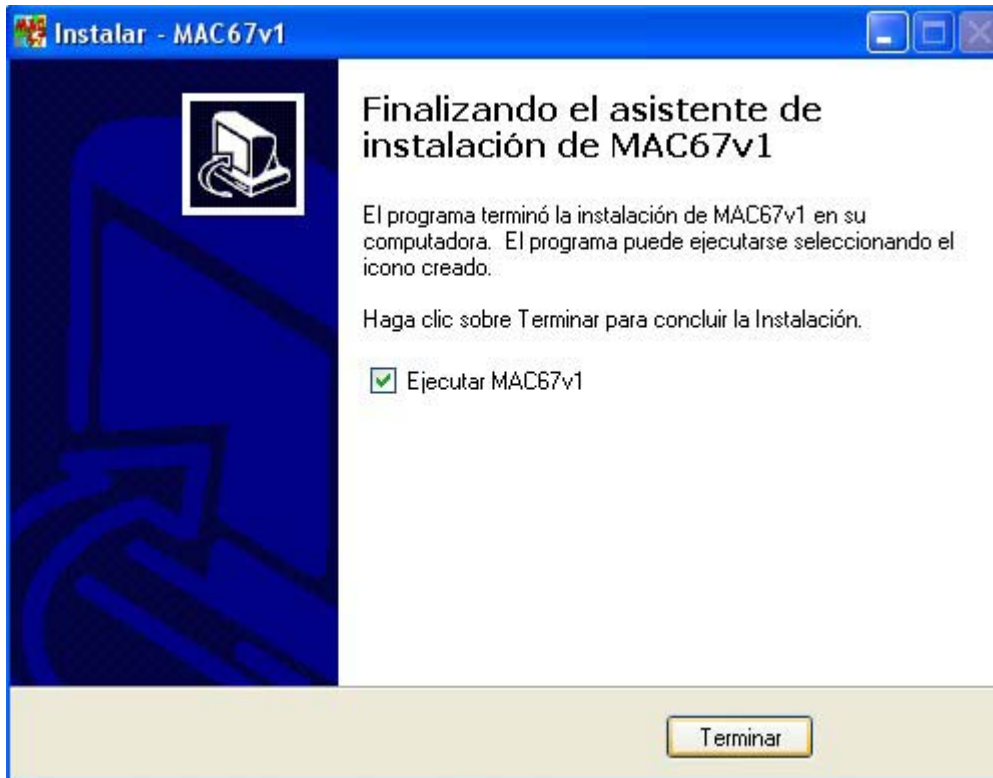 Instalar - MAC67v1
Finalizando el asistente de
instalación de MAC67v1
El programa terminó la instalación de MAC67v1 en su
computadora. El programa puede ejecutarse seleccionando el
icono creado.
Haga clic sobre Terminar para concluir la Instalación.
Ejecutar MAC67v1
Terminar